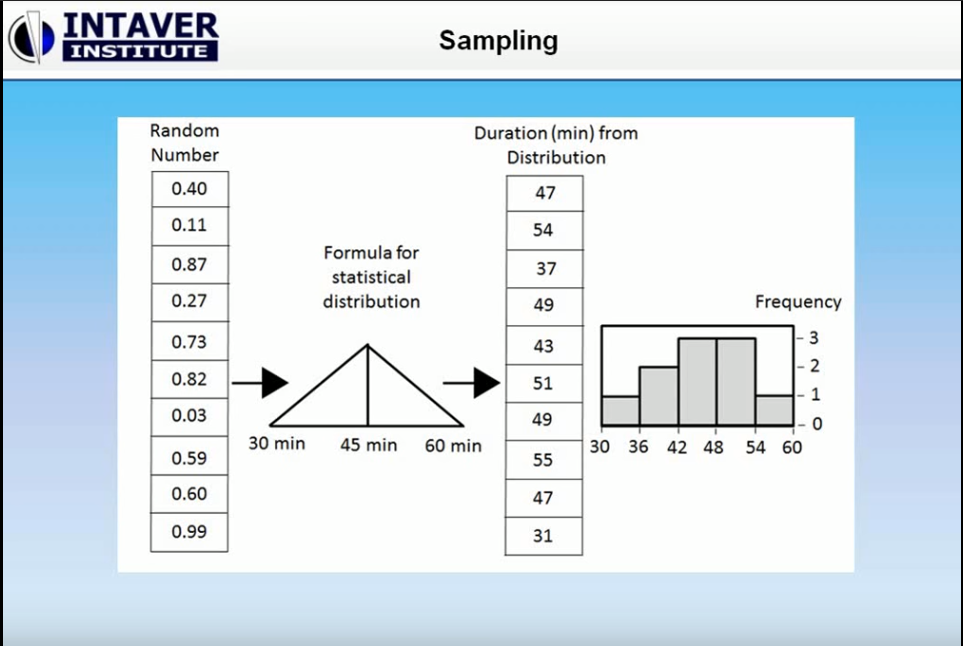 INTAVER
INSTITUTE
Sampling
Random
Number
0.40
0.11
0.87
0.27
0.73
0.82
0.03
0.59
0.60
0.99
Formula for
statistical
distribution
30 min 45 min 60 min
Duration (min) from
Distribution
47
54
37
49
43
51
49
55
47
31
Frequency
3
2
1
0
30 36 42 48 54 60